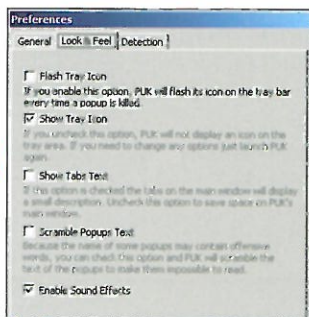 Preferences
General Look & Feel Detection
Flash Tray Icon
If you enable this option, PUK will flash its icon on the tray bar
every time a popup is killed.
Show Tray Icon
If you uncheck this option, PUK will not display an icon on the
tray area. If you need to change any options just launch PUK
again.
Show Tabs Text
If this option is checked the tabs on the main window will display
a small description. Uncheck this option to save space on PUK's
main window.
Scramble Popups Text
Because the name of some popups may contain offensive
words, you can check this option and PUK will scramble the
text of the popups to make them impossible to read.
Enable Sound Effects